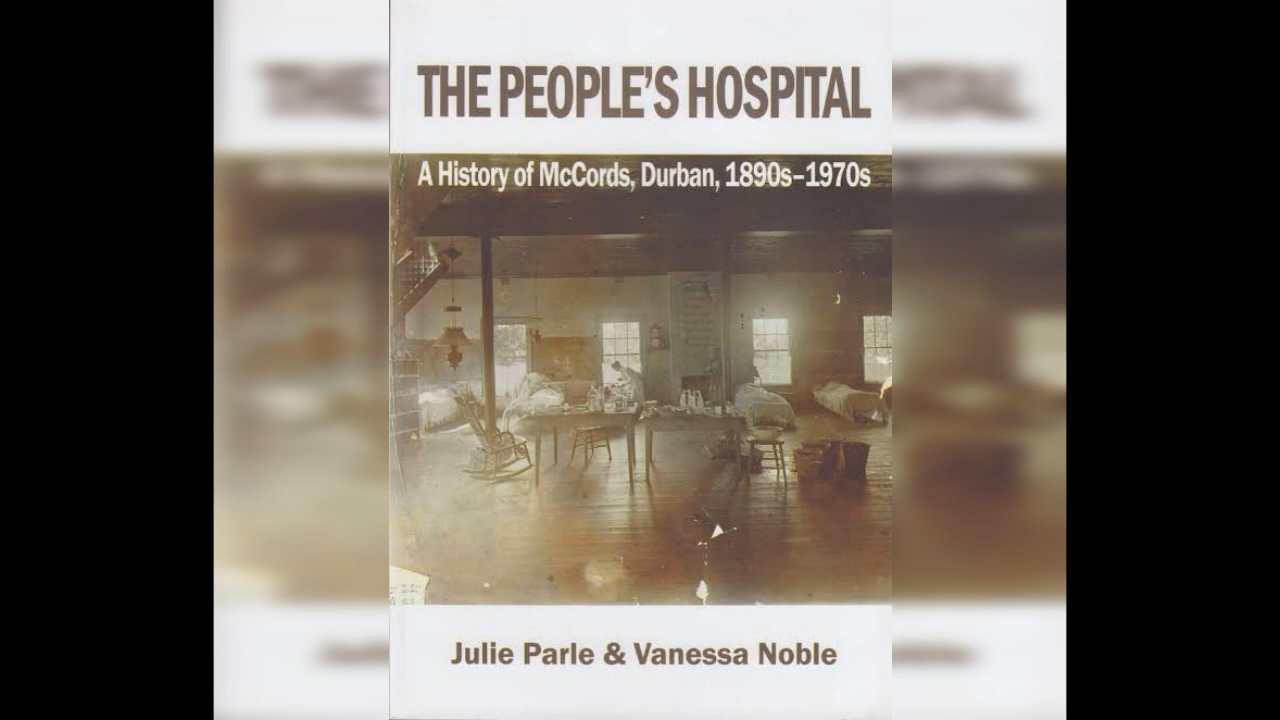 THE PEOPLE'S HOSPITAL
A History of McCords, Durban, 1890s–1970s
Julie Parle & Vanessa Noble